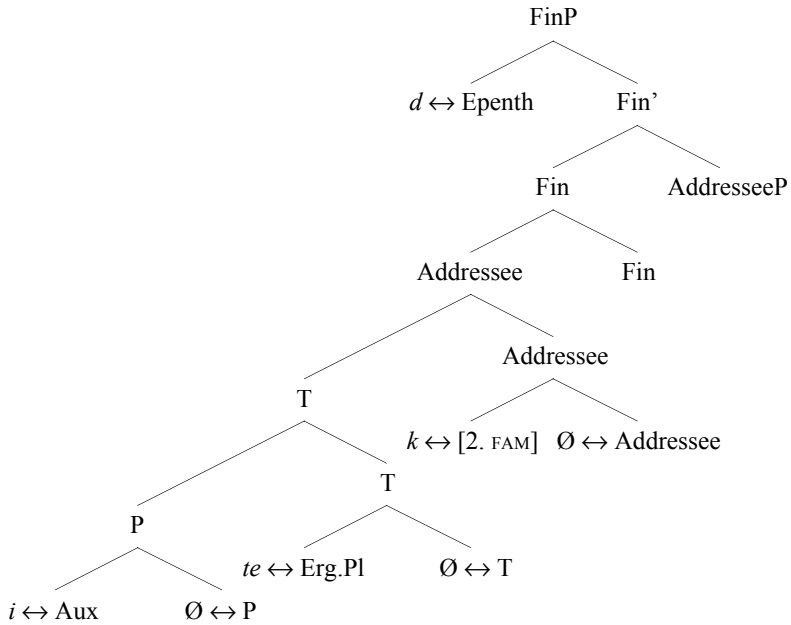 FinP
d ↔ Epenth Fin’
Fin AddresseeP
Addressee Fin
Addressee
T
k ↔ [2. FAM] Ø ↔ Addressee
T
P
te ↔ Erg.Pl Ø ↔ T
i ↔ Aux Ø ↔ P